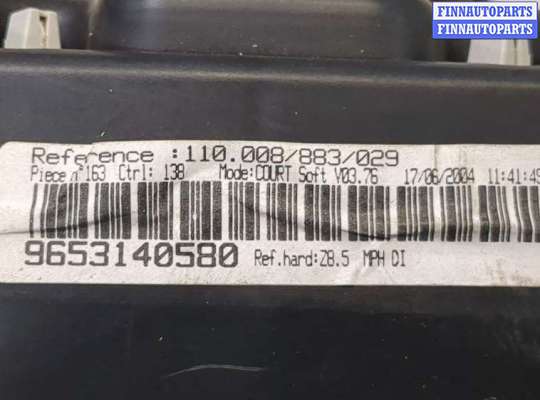 FINNAUTOPARTS
FINNAUTOPARTS
Reference :110.008/883/029
Piece n°163 Ctrl: 138 Mode:COURT Soft V03.76 17/06/2004 11:41:49
9653140580 Ref.hard:Z8.5 MPH DI